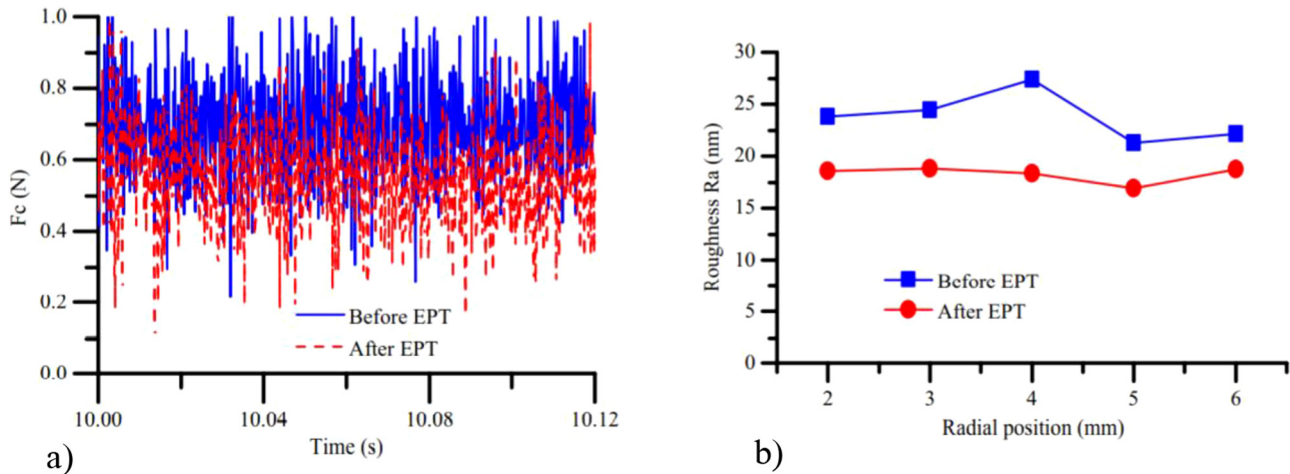 1.0
0.8
0.6
0.4
0.2
0.0
Fc (N)
Before EPT
After EPT
10.00 10.04 10.08 10.12
Time (s)
a)
30
25
20
15
10
5
0
Roughness Ra (nm)
Before EPT
After EPT
2 3 4 5 6
Radial position (mm)
b)